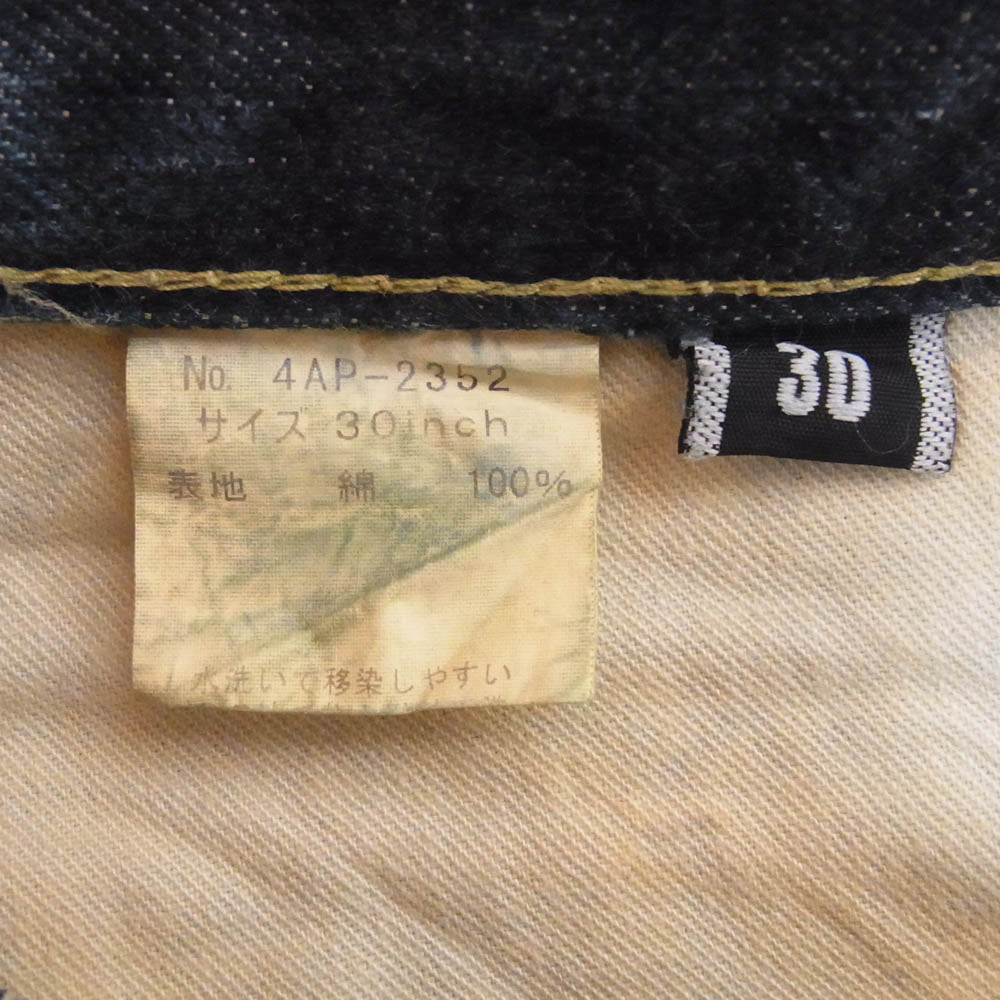 No. 4AP-2352
サイズ 30inch
表地 綿 100%
水洗いで移染しやすい
30